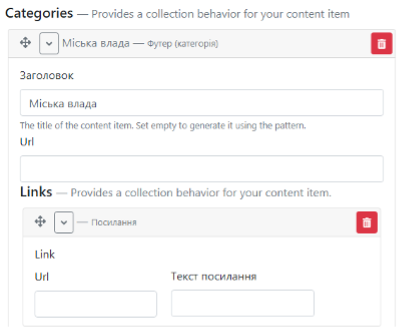 Categories — Provides a collection behavior for your content item
Міська влада — Футер (категорія)
Заголовок
Міська влада
The title of the content item. Set empty to generate it using the pattern.
Url
Links — Provides a collection behavior for your content item.
— Посилання
Link
Url Текст посилання